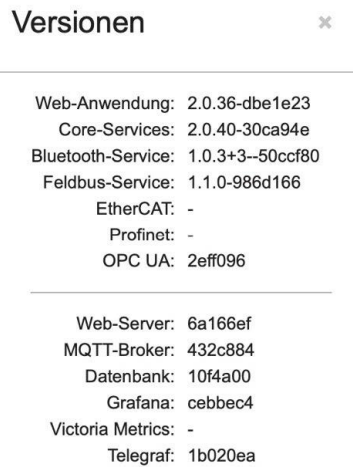 Versionen
Web-Anwendung: 2.0.36-dbe1e23
Core-Services: 2.0.40-30ca94e
Bluetooth-Service: 1.0.3+3--50ccf80
Feldbus-Service: 1.1.0-986d166
EtherCAT: -
Profinet: -
OPC UA: 2eff096
Web-Server: 6a166ef
MQTT-Broker: 432c884
Datenbank: 10f4a00
Grafana: cebbec4
Victoria Metrics: -
Telegraf: 1b020ea